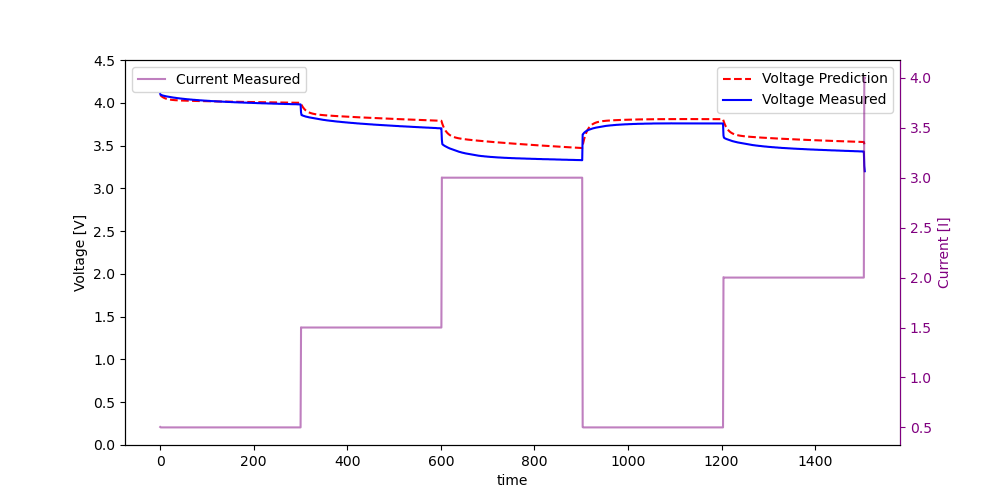 Current Measured
Voltage Prediction
Voltage Measured
Voltage [V]
4.5
4.0
3.5
3.0
2.5
2.0
1.5
1.0
0.5
0.0
4.0
3.5
3.0
2.5
2.0
1.5
1.0
0.5
Current [I]
0 200 400 600 800 1000 1200 1400
time